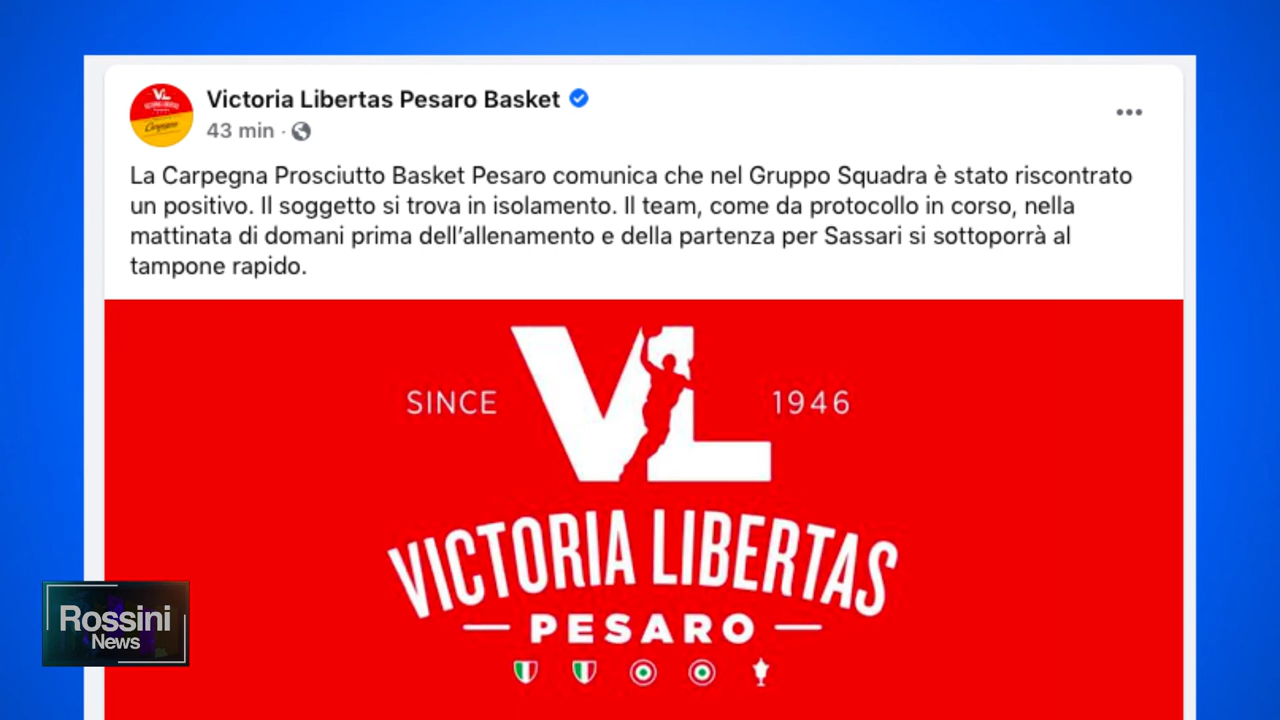 Victoria Libertas Pesaro Basket
43 min ·
La Carpegna Prosciutto Basket Pesaro comunica che nel Gruppo Squadra è stato riscontrato
un positivo. Il soggetto si trova in isolamento. Il team, come da protocollo in corso, nella
mattinata di domani prima dell'allenamento e della partenza per Sassari si sottoporrà al
tampone rapido.
VL
SINCE
1946
VICTORIA LIBERTAS
PESARO
Rossini
News